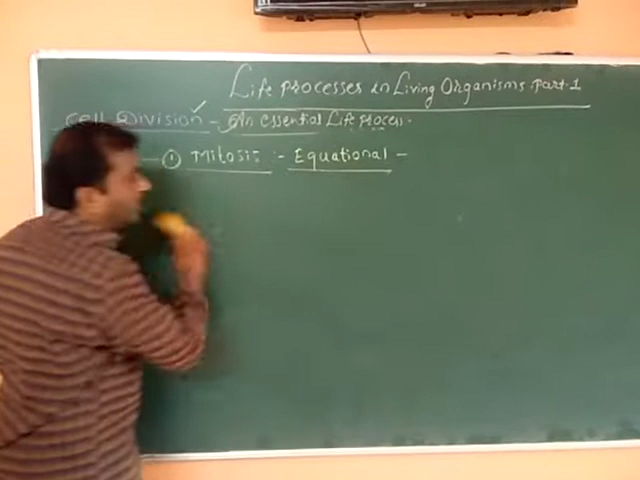 Life Processes in Living Organisms Part-1
Cell Division ✓ - An essential Life Process.
- ① Mitosis :- Equational -